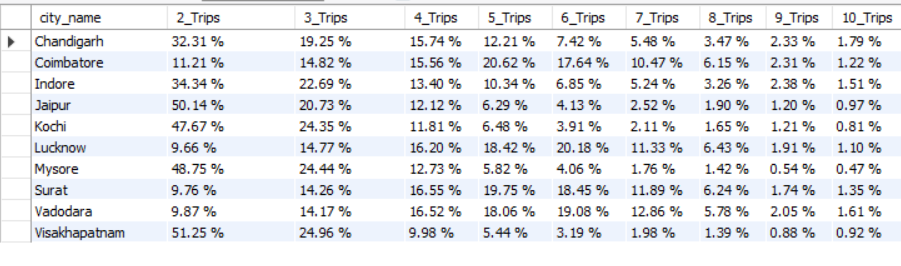 city_name 2_Trips 3_Trips 4_Trips 5_Trips 6_Trips 7_Trips 8_Trips 9_Trips 10_Trips
Chandigarh 32.31 % 19.25 % 15.74 % 12.21 % 7.42 % 5.48 % 3.47 % 2.33 % 1.79 %
Coimbatore 11.21 % 14.82 % 15.56 % 20.62 % 17.64 % 10.47 % 6.15 % 2.31 % 1.22 %
Indore 34.34 % 22.69 % 13.40 % 10.34 % 6.85 % 5.24 % 3.26 % 2.38 % 1.51 %
Jaipur 50.14 % 20.73 % 12.12 % 6.29 % 4.13 % 2.52 % 1.90 % 1.20 % 0.97 %
Kochi 47.67 % 24.35 % 11.81 % 6.48 % 3.91 % 2.11 % 1.65 % 1.21 % 0.81 %
Lucknow 9.66 % 14.77 % 16.20 % 18.42 % 20.18 % 11.33 % 6.43 % 1.91 % 1.10 %
Mysore 48.75 % 24.44 % 12.73 % 5.82 % 4.06 % 1.76 % 1.42 % 0.54 % 0.47 %
Surat 9.76 % 14.26 % 16.55 % 19.75 % 18.45 % 11.89 % 6.24 % 1.74 % 1.35 %
Vadodara 9.87 % 14.17 % 16.52 % 18.06 % 19.08 % 12.86 % 5.78 % 2.05 % 1.61 %
Visakhapatnam 51.25 % 24.96 % 9.98 % 5.44 % 3.19 % 1.98 % 1.39 % 0.88 % 0.92 %